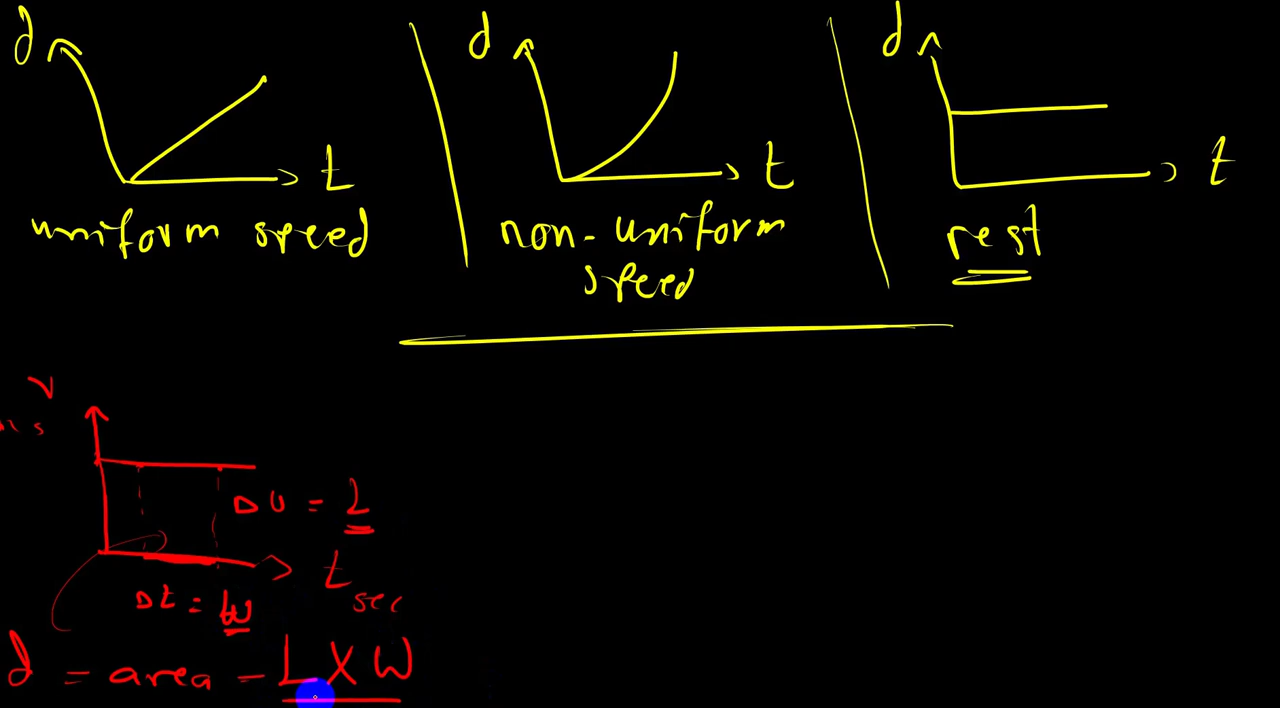 d
t
uniform speed
d
t
non-uniform
speed
d
t
rest
v
Δv = L
t
sec
Δt = w
d = area = L X W